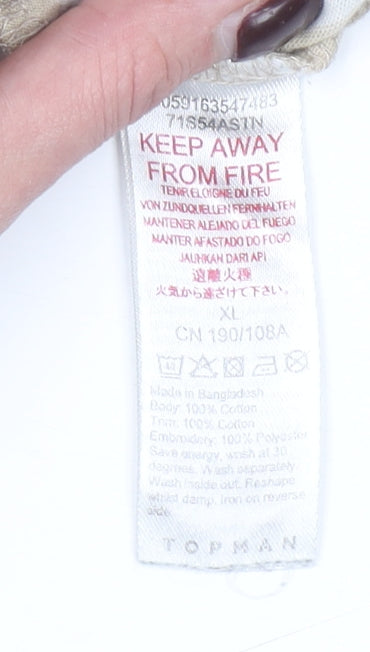 059163547483
71S54ASTN
KEEP AWAY
FROM FIRE
TENIR ELOIGNE DU FEU
VON ZUNDQUELLEN FERNHALTEN
MANTENER ALEJADO DEL FUEGO
MANTER AFASTADO DO FOGO
JAUHKAN DARI API
遠離火種
火気から遠ざけて下さい。
XL
CN 190/108A
Made in Bangladesh
Body: 100% Cotton
Trim: 100% Cotton
Embroidery: 100% Polyester
Save energy, wash at 30
degrees. Wash separately.
Wash inside out. Reshape
whilst damp. Iron on reverse
side.
TOPMAN